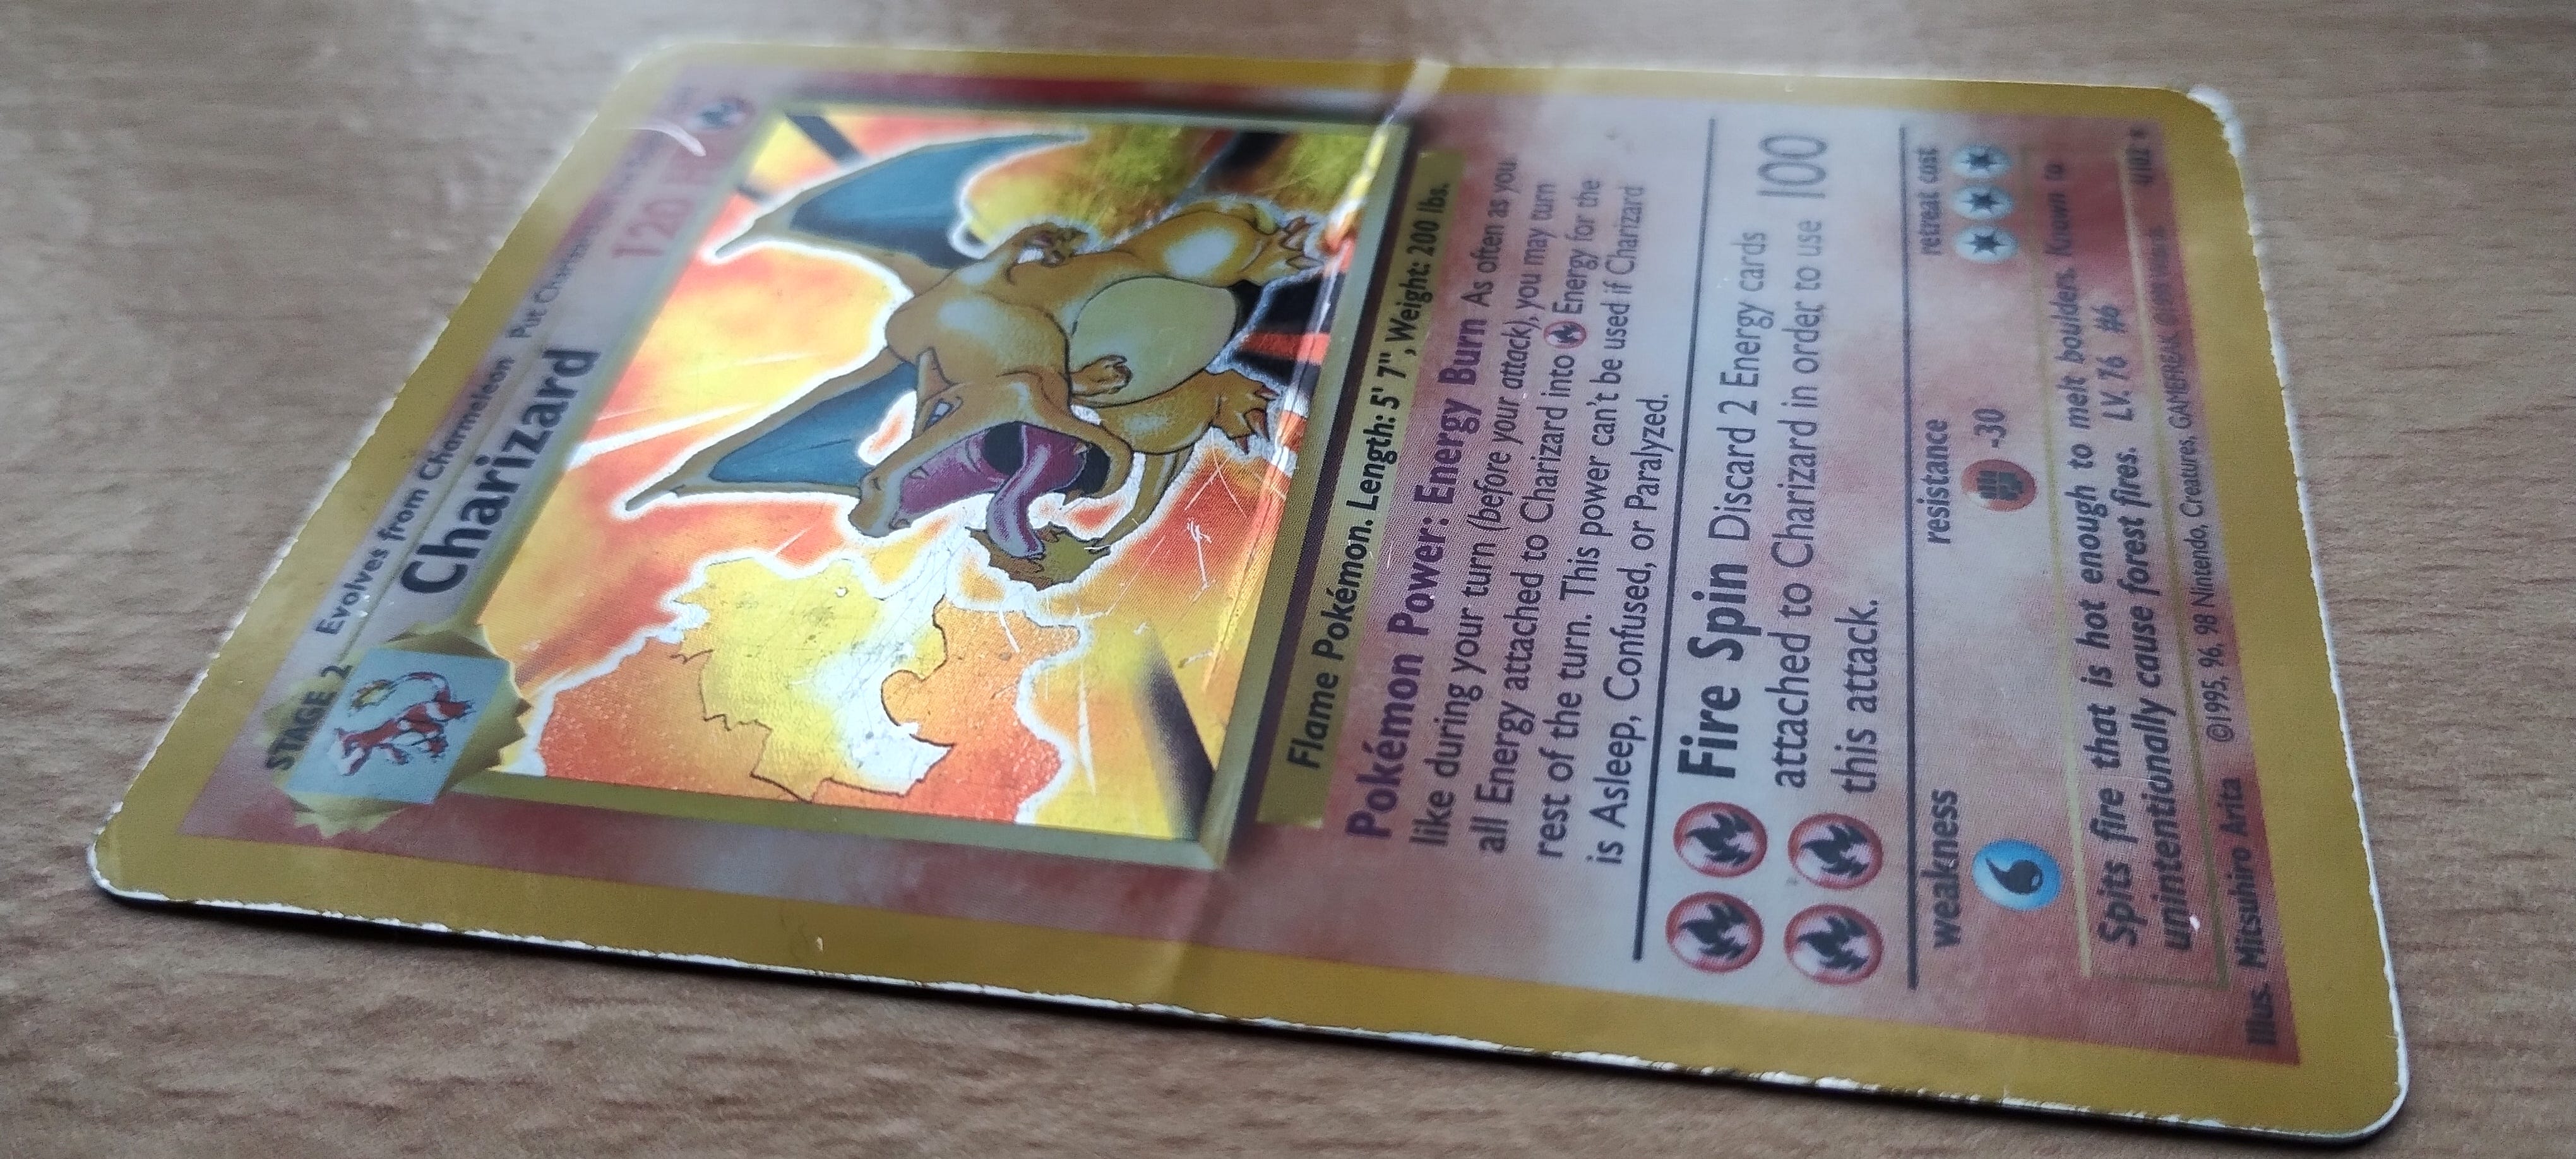 STAGE 2 Evolves from Charmeleon Put Charizard
Charizard 120 HP
Flame Pokémon. Length: 5' 7", Weight: 200 lbs.
Pokémon Power: Energy Burn As often as you
like during your turn (before your attack), you may turn
all Energy attached to Charizard into Energy for the
rest of the turn. This power can't be used if Charizard
is Asleep, Confused, or Paralyzed.
Fire Spin Discard 2 Energy cards
attached to Charizard in order to use
this attack.
100
weakness resistance retreat cost
-30
Spits fire that is hot enough to melt boulders. Known to
unintentionally cause forest fires. LV. 76 #6
Illus. Mitsuhiro Arita ©1995, 96, 98 Nintendo, Creatures, GAMEFREAK. 4/102